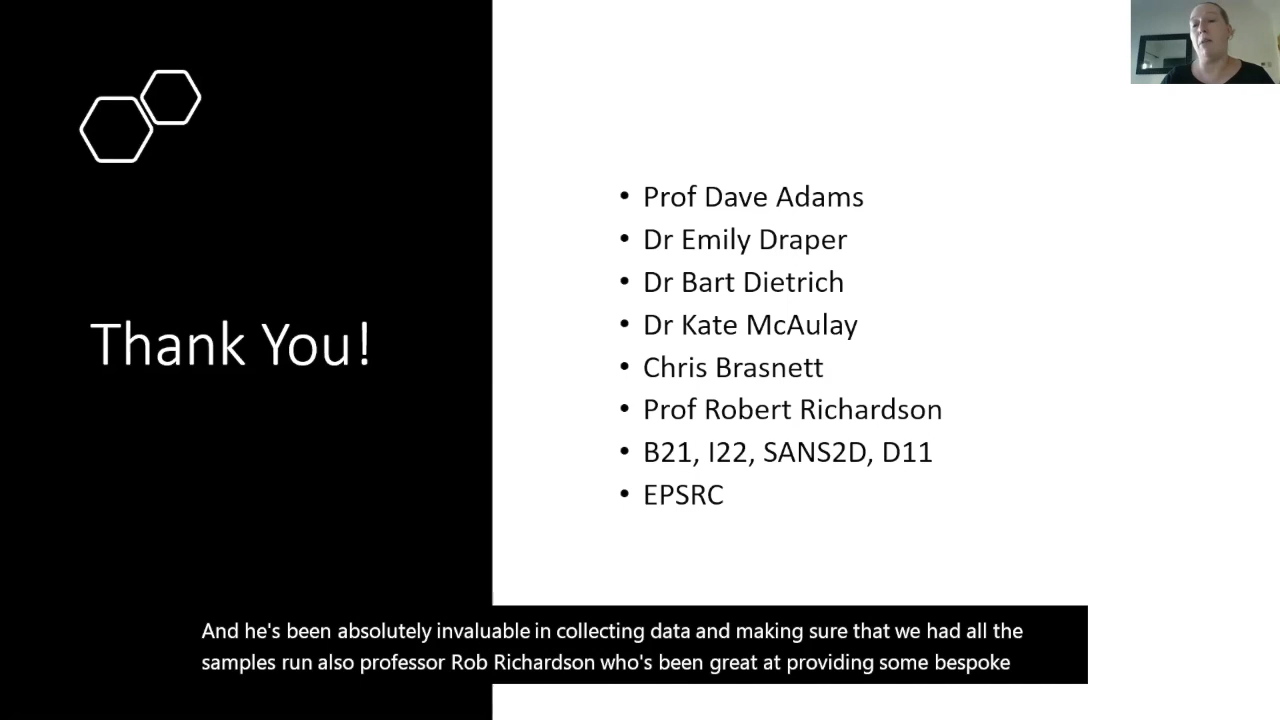 Thank You!
• Prof Dave Adams
• Dr Emily Draper
• Dr Bart Dietrich
• Dr Kate McAulay
• Chris Brasnett
• Prof Robert Richardson
• B21, I22, SANS2D, D11
• EPSRC
And he's been absolutely invaluable in collecting data and making sure that we had all the
samples run also professor Rob Richardson who's been great at providing some bespoke